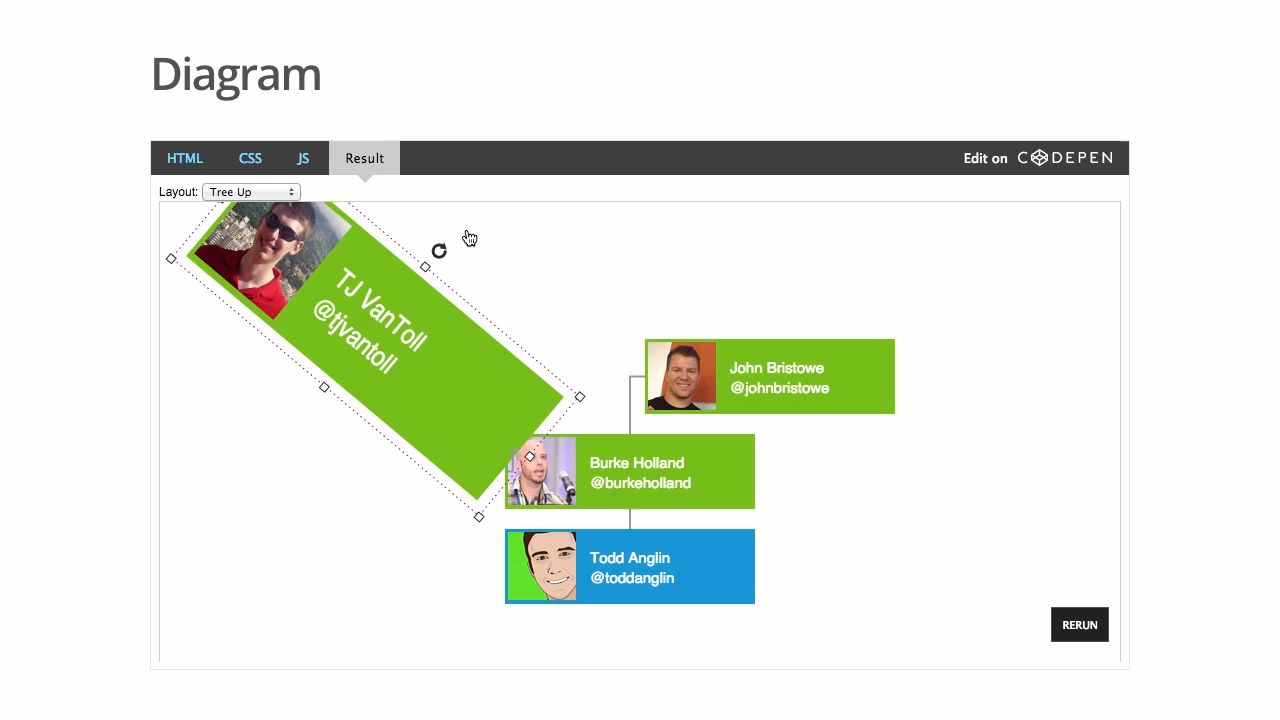 Diagram
HTML CSS JS Result Edit on CODEPEN
Layout: Tree Up
TJ VanToll
@tjvantoll
John Bristowe
@johnbristowe
Burke Holland
@burkeholland
Todd Anglin
@toddanglin
RERUN